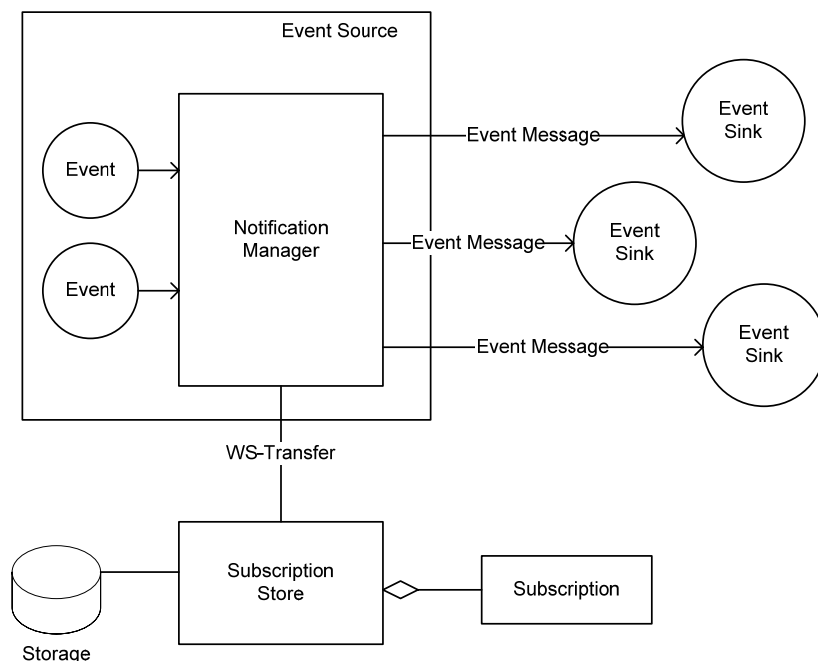 Event Source
Event
Event
Notification
Manager
Event Message
Event Message
Event Message
Event
Sink
Event
Sink
Event
Sink
WS-Transfer
Subscription
Store
Subscription
Storage